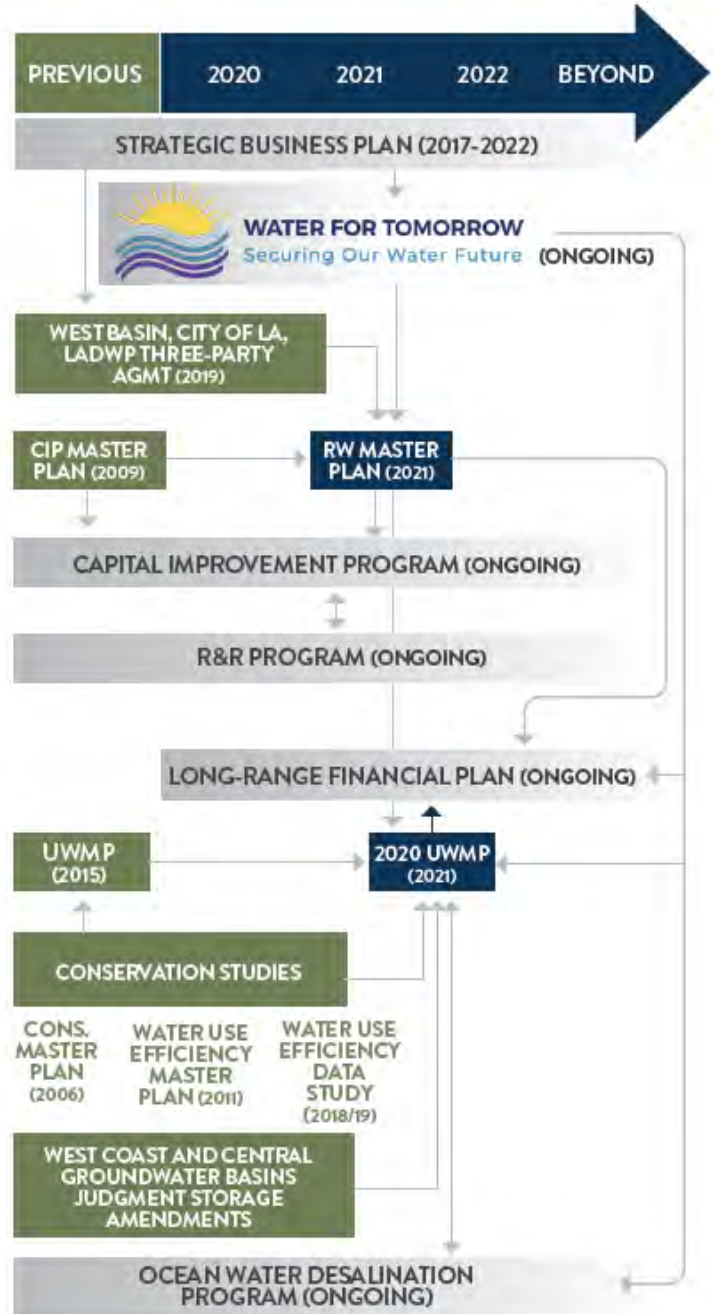 PREVIOUS 2020 2021 2022 BEYOND
STRATEGIC BUSINESS PLAN (2017-2022)
WATER FOR TOMORROW
Securing Our Water Future (ONGOING)
WEST BASIN, CITY OF LA,
LADWP THREE-PARTY
AGMT (2019)
CIP MASTER
PLAN (2009)
RW MASTER
PLAN (2021)
CAPITAL IMPROVEMENT PROGRAM (ONGOING)
R&R PROGRAM (ONGOING)
LONG-RANGE FINANCIAL PLAN (ONGOING)
UWMP
(2015)
2020 UWMP
(2021)
CONSERVATION STUDIES
CONS.
MASTER
PLAN
(2006)
WATER USE
EFFICIENCY
MASTER
PLAN (2011)
WATER USE
EFFICIENCY
DATA
STUDY
(2018/19)
WEST COAST AND CENTRAL
GROUNDWATER BASINS
JUDGMENT STORAGE
AMENDMENTS
OCEAN WATER DESALINATION
PROGRAM (ONGOING)